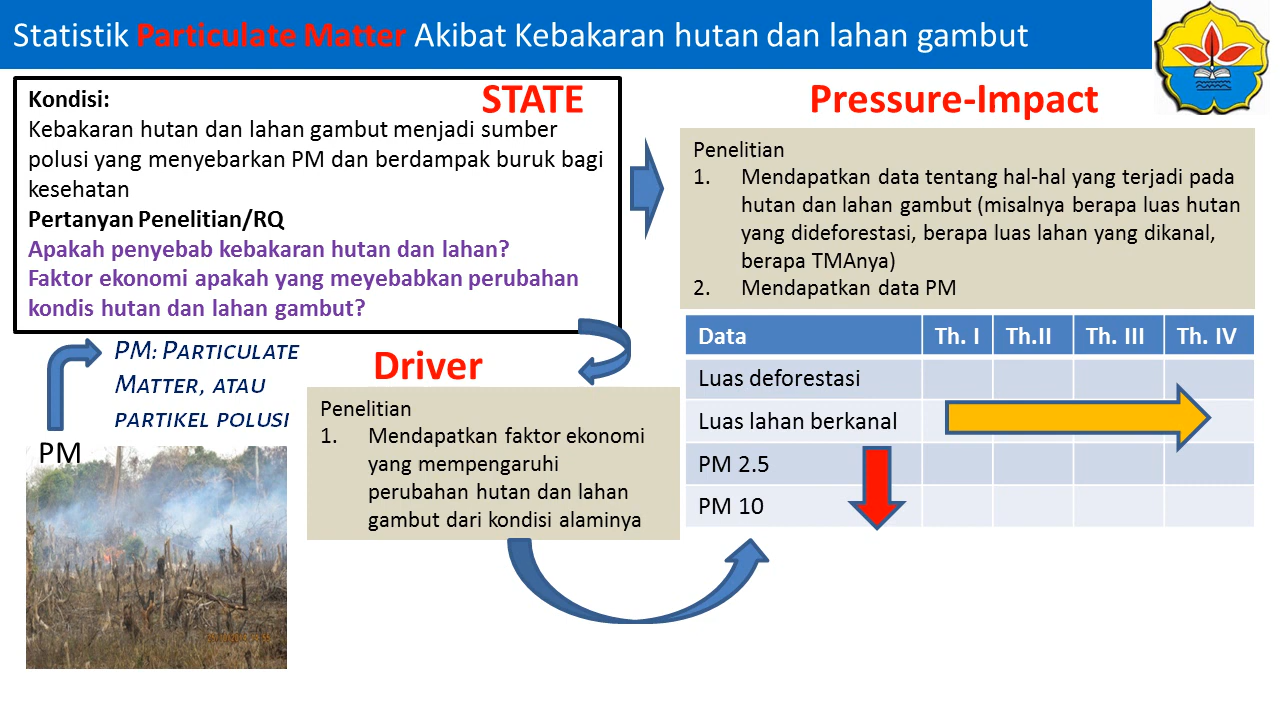 Statistik Particulate Matter Akibat Kebakaran hutan dan lahan gambut
STATE
Kondisi:
Kebakaran hutan dan lahan gambut menjadi sumber
polusi yang menyebarkan PM dan berdampak buruk bagi
kesehatan
Pertanyan Penelitian/RQ
Apakah penyebab kebakaran hutan dan lahan?
Faktor ekonomi apakah yang meyebabkan perubahan
kondis hutan dan lahan gambut?
PM: Particulate
Matter, atau
partikel polusi
PM
Driver
Penelitian
1. Mendapatkan faktor ekonomi
yang mempengaruhi
perubahan hutan dan lahan
gambut dari kondisi alaminya
Pressure-Impact
Penelitian
1. Mendapatkan data tentang hal-hal yang terjadi pada
hutan dan lahan gambut (misalnya berapa luas hutan
yang dideforestasi, berapa luas lahan yang dikanal,
berapa TMAnya)
2. Mendapatkan data PM
Data Th. I Th.II Th. III Th. IV
Luas deforestasi
Luas lahan berkanal
PM 2.5
PM 10